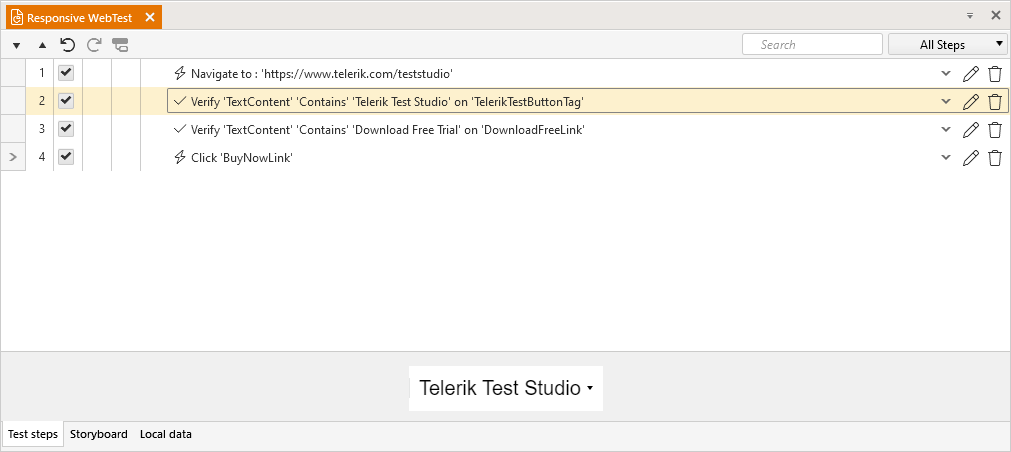 Responsive WebTest
Search
All Steps
1 Navigate to : 'https://www.telerik.com/teststudio'
2 Verify 'TextContent' 'Contains' 'Telerik Test Studio' on 'TelerikTestButtonTag'
3 Verify 'TextContent' 'Contains' 'Download Free Trial' on 'DownloadFreeLink'
4 Click 'BuyNowLink'
Telerik Test Studio
Test steps Storyboard Local data